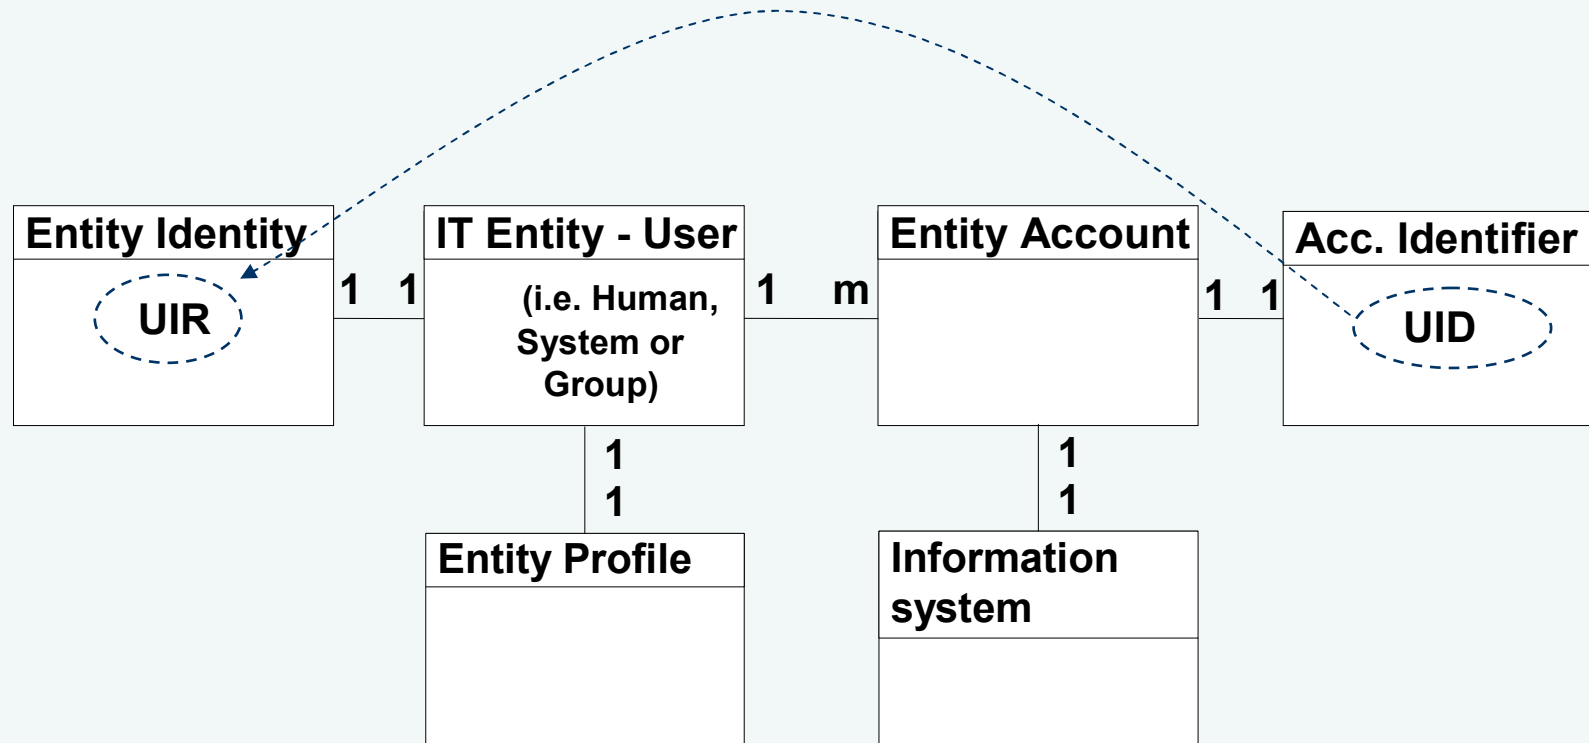 Entity Identity
UIR
1 1
IT Entity - User
(i.e. Human,
System or
Group)
1 m
Entity Account
1 1
Acc. Identifier
UID
1
1
Entity Profile
1
1
Information
system